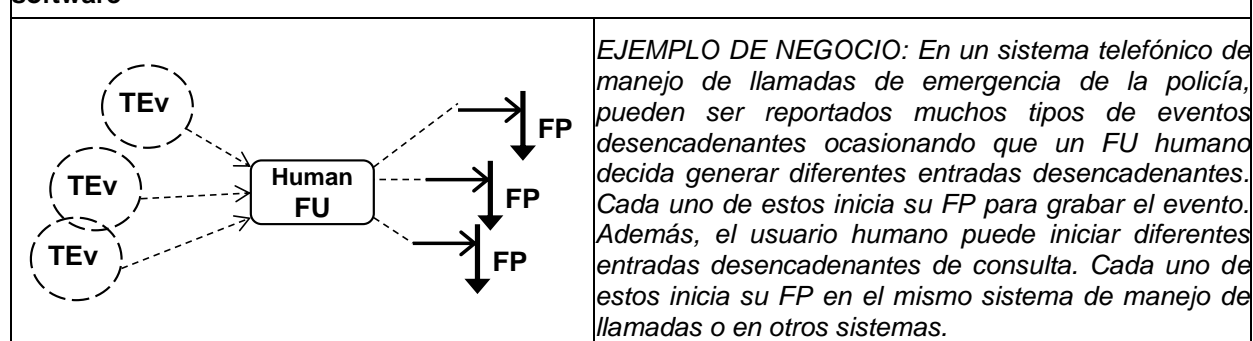 software
TEv
TEv
TEv
Human
FU
FP
FP
FP
EJEMPLO DE NEGOCIO: En un sistema telefónico de
manejo de llamadas de emergencia de la policía,
pueden ser reportados muchos tipos de eventos
desencadenantes ocasionando que un FU humano
decida generar diferentes entradas desencadenantes.
Cada uno de estos inicia su FP para grabar el evento.
Además, el usuario humano puede iniciar diferentes
entradas desencadenantes de consulta. Cada uno de
estos inicia su FP en el mismo sistema de manejo de
llamadas o en otros sistemas.